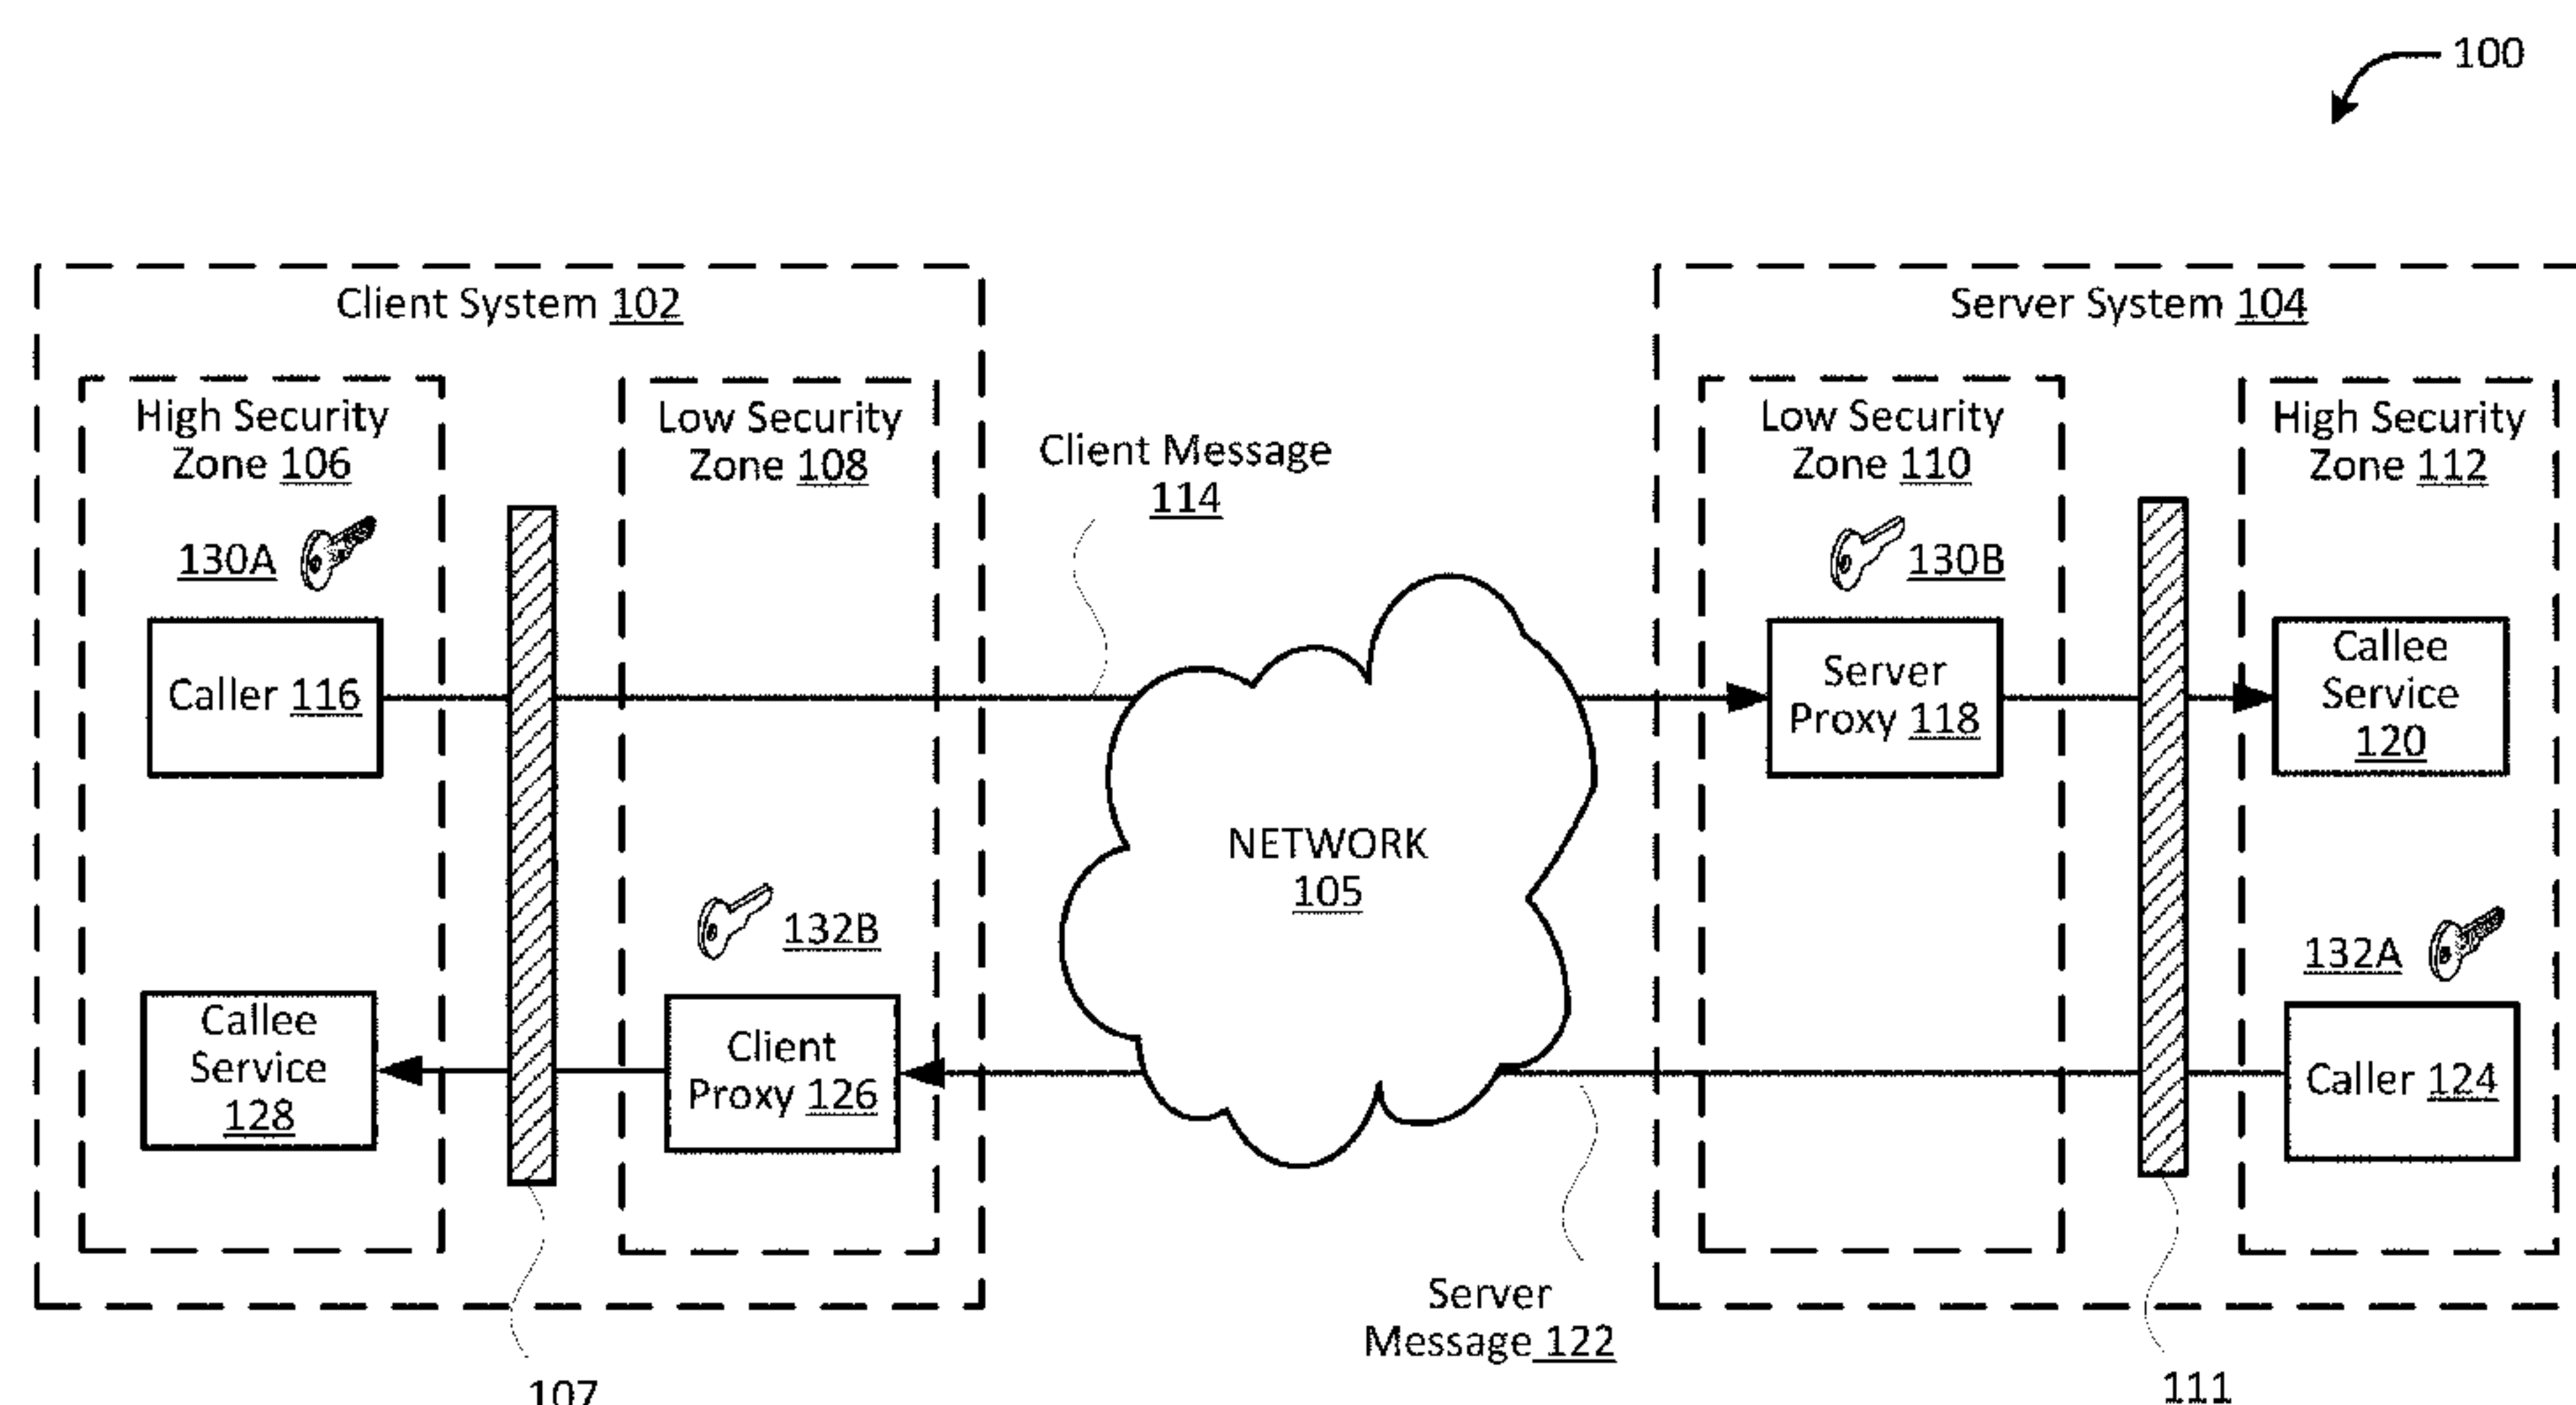 100
Client System 102
High Security
Zone 106
130A
Caller 116
Callee
Service
128
Low Security
Zone 108
132B
Client
Proxy 126
107
Client Message
114
NETWORK
105
Server
Message 122
Server System 104
Low Security
Zone 110
130B
Server
Proxy 118
High Security
Zone 112
Callee
Service
120
132A
Caller 124
111